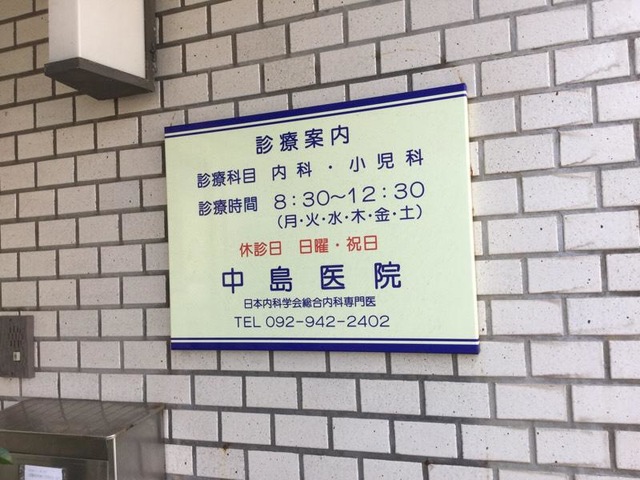 診療案内
診療科目 内科・小児科
診療時間 8:30～12:30
(月・火・水・木・金・土)
休診日 日曜・祝日
中島医院
日本内科学会総合内科専門医
TEL 092-942-2402